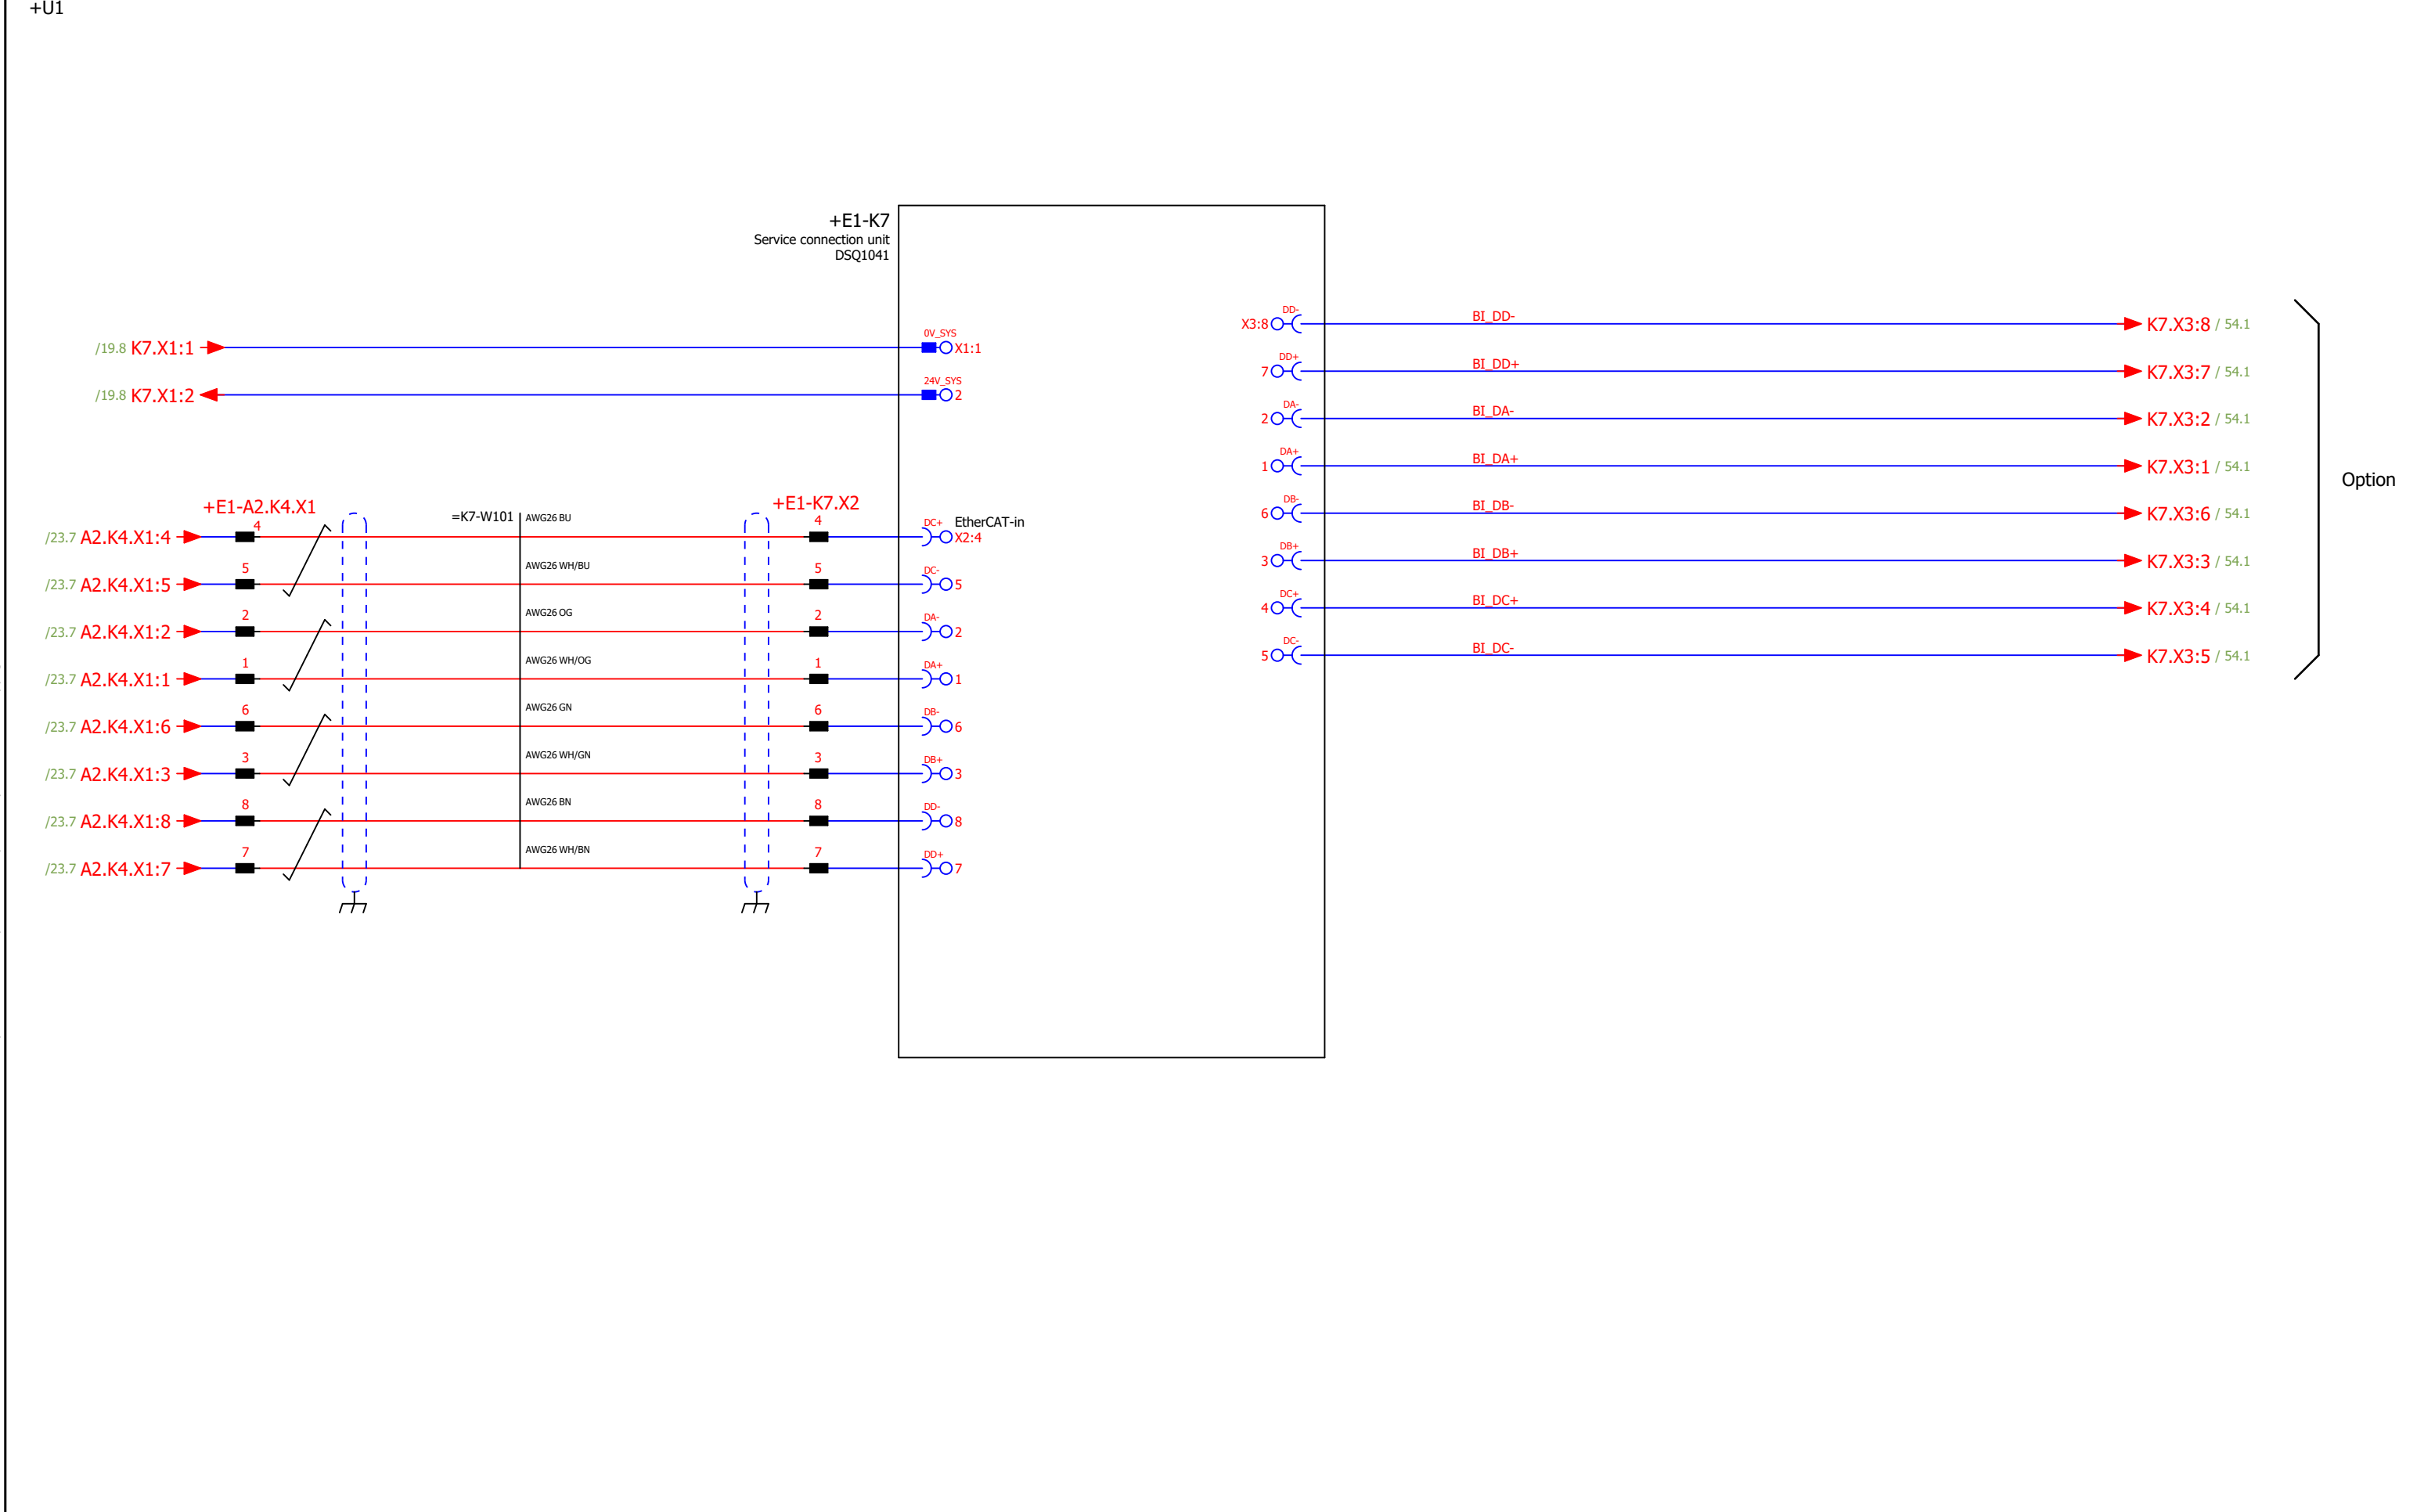 +U1
+E1-K7
Service connection unit
DSQ1041
0V_SYS
/19.8 K7.X1:1
X1:1
24V_SYS
/19.8 K7.X1:2
2
DD-
X3:8
BI_DD-
K7.X3:8 / 54.1
DD+
7
BI_DD+
K7.X3:7 / 54.1
DA-
2
BI_DA-
K7.X3:2 / 54.1
DA+
1
BI_DA+
K7.X3:1 / 54.1
DB-
6
BI_DB-
K7.X3:6 / 54.1
DB+
3
BI_DB+
K7.X3:3 / 54.1
DC+
4
BI_DC+
K7.X3:4 / 54.1
DC-
5
BI_DC-
K7.X3:5 / 54.1
Option
+E1-A2.K4.X1
=K7-W101
+E1-K7.X2
EtherCAT-in
/23.7 A2.K4.X1:4
4
AWG26 BU
4
DC+
X2:4
/23.7 A2.K4.X1:5
5
AWG26 WH/BU
5
DC-
5
/23.7 A2.K4.X1:2
2
AWG26 OG
2
DA-
2
/23.7 A2.K4.X1:1
1
AWG26 WH/OG
1
DA+
1
/23.7 A2.K4.X1:6
6
AWG26 GN
6
DB-
6
/23.7 A2.K4.X1:3
3
AWG26 WH/GN
3
DB+
3
/23.7 A2.K4.X1:8
8
AWG26 BN
8
DD-
8
/23.7 A2.K4.X1:7
7
AWG26 WH/BN
7
DD+
7